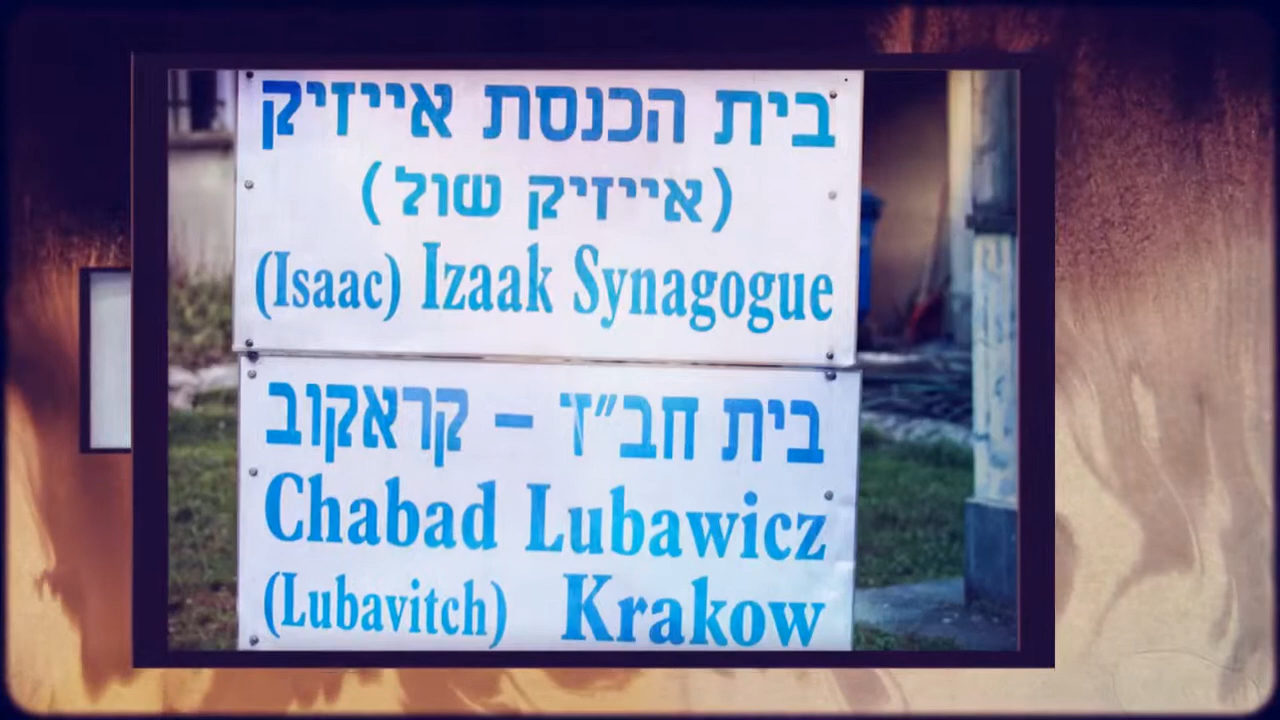 בית הכנסת אייזיק
(אייזיק שול)
(Isaac) Izaak Synagogue
בית חב"ד - קראקוב
Chabad Lubawicz
(Lubavitch) Krakow